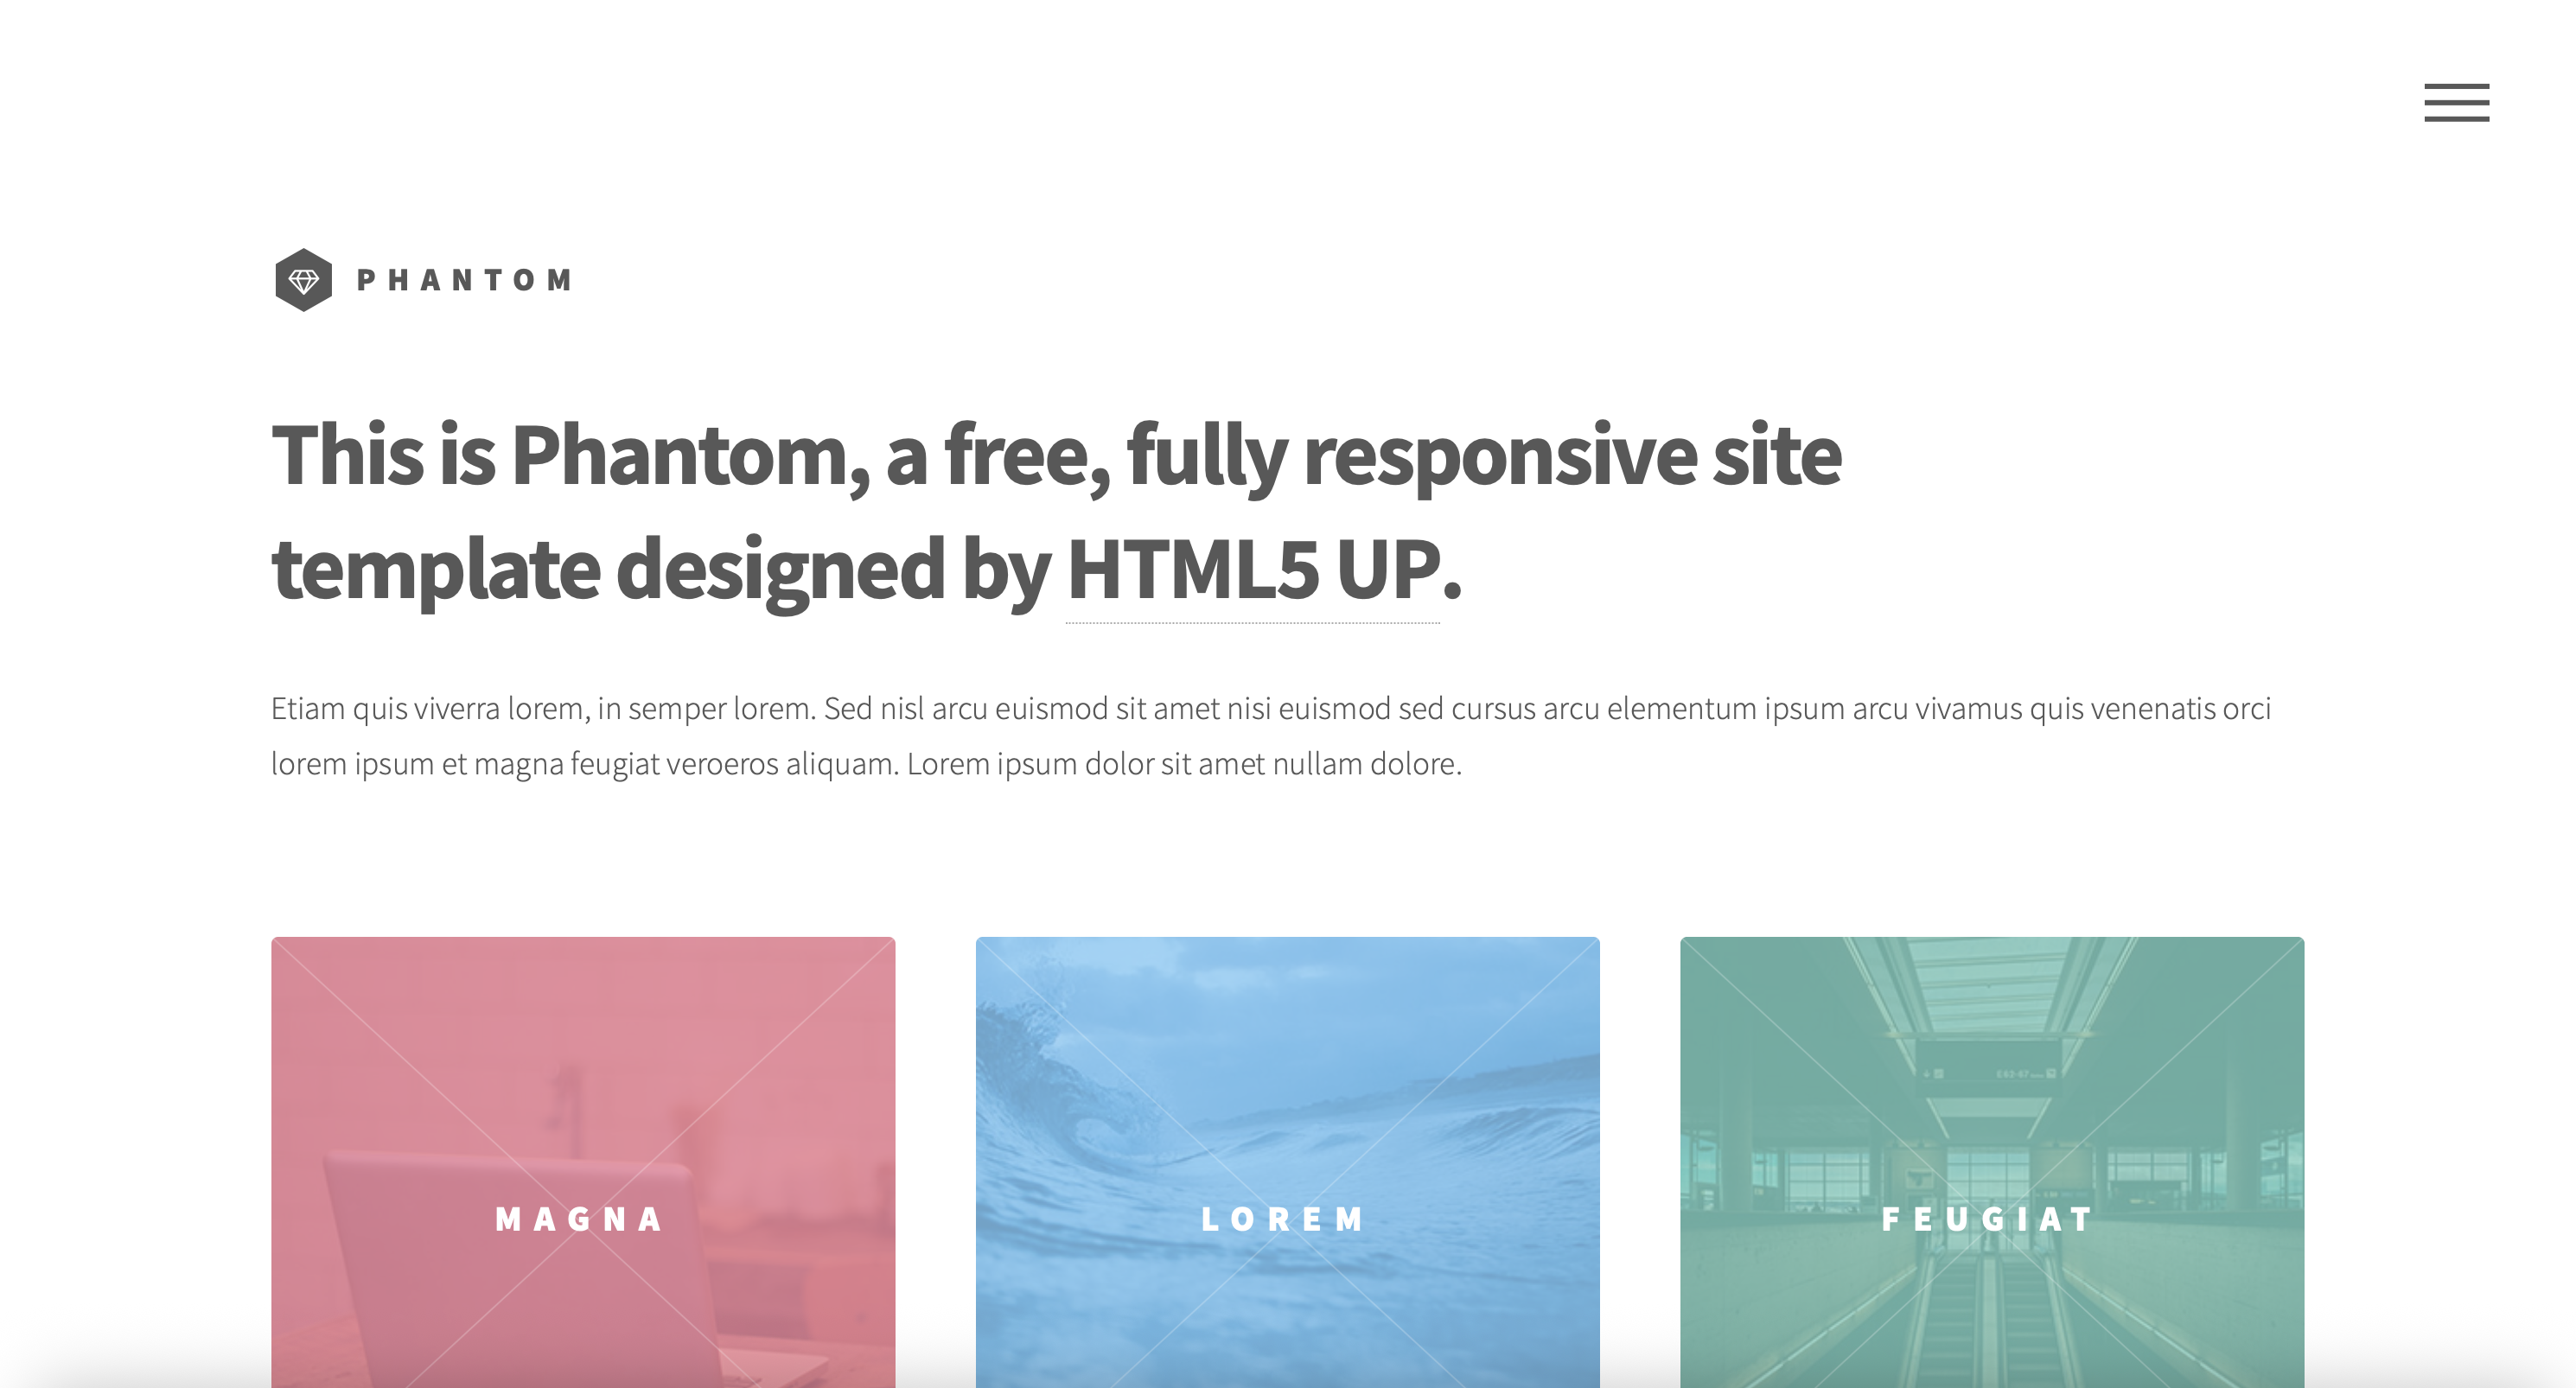 PHANTOM
This is Phantom, a free, fully responsive site
template designed by HTML5 UP.
Etiam quis viverra lorem, in semper lorem. Sed nisl arcu euismod sit amet nisi euismod sed cursus arcu elementum ipsum arcu vivamus quis venenatis orci
lorem ipsum et magna feugiat veroeros aliquam. Lorem ipsum dolor sit amet nullam dolore.
MAGNA
LOREM
FEUGIAT